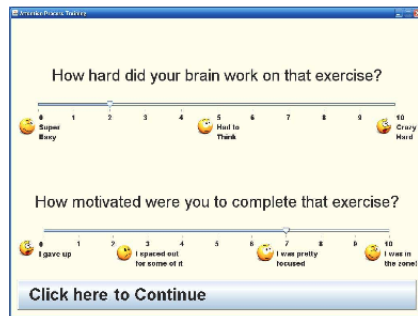 Attention Process Training
How hard did your brain work on that exercise?
0 1 2 3 4 5 6 7 8 9 10
Super Easy
Had to Think
Crazy Hard
How motivated were you to complete that exercise?
0 1 2 3 4 5 6 7 8 9 10
I gave up
I spaced out for some of it
I was pretty focused
I was in the zone!
Click here to Continue